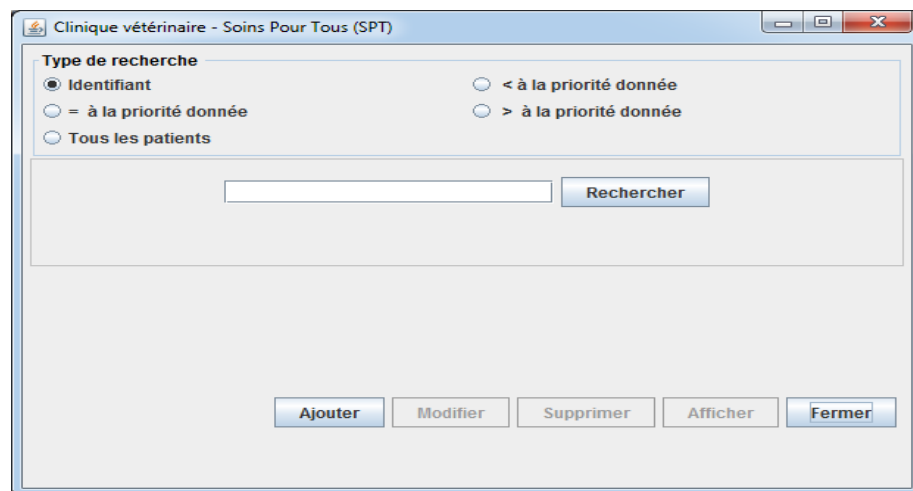 Clinique vétérinaire - Soins Pour Tous (SPT)
Type de recherche
Identifiant < à la priorité donnée
= à la priorité donnée > à la priorité donnée
Tous les patients
Rechercher
Ajouter Modifier Supprimer Afficher Fermer